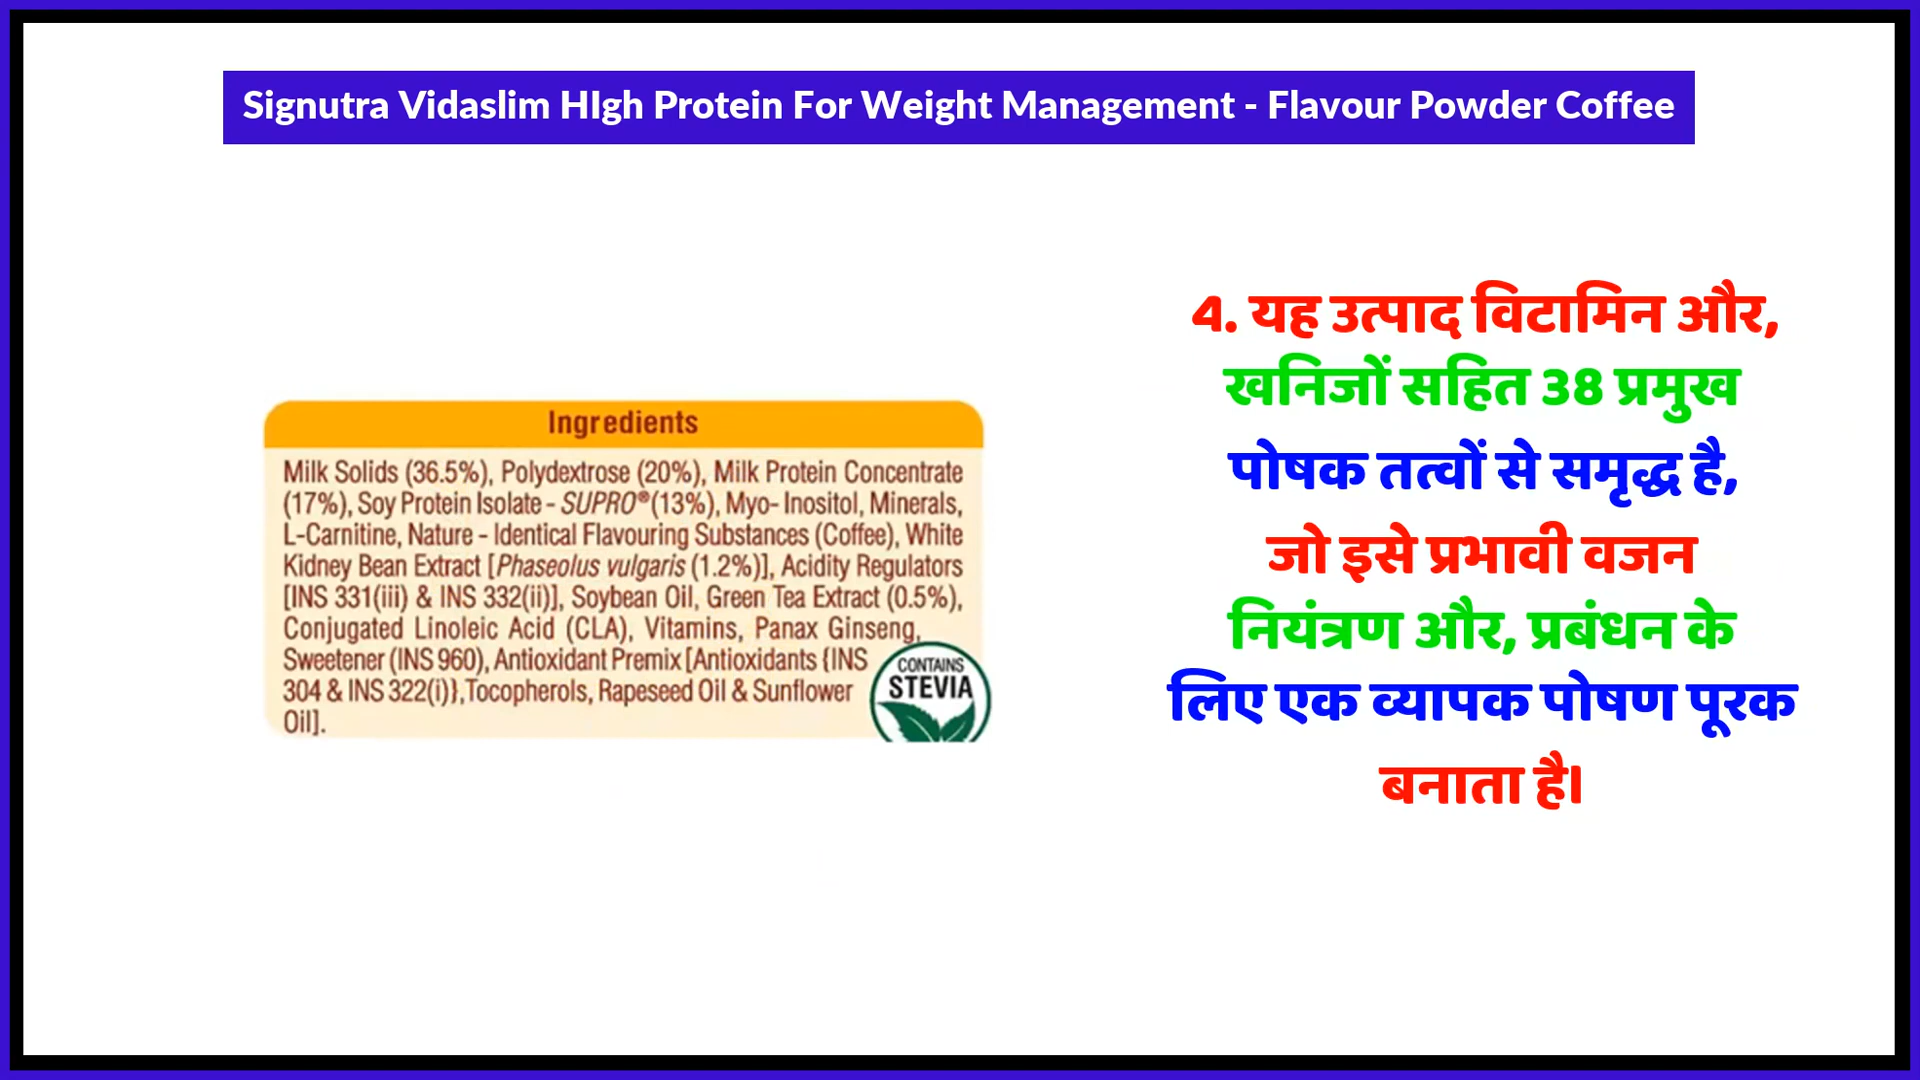 Signutra Vidaslim HIgh Protein For Weight Management - Flavour Powder Coffee
Ingredients
Milk Solids (36.5%), Polydextrose (20%), Milk Protein Concentrate
(17%), Soy Protein Isolate - SUPRO®(13%), Myo- Inositol, Minerals,
L-Carnitine, Nature - Identical Flavouring Substances (Coffee), White
Kidney Bean Extract [Phaseolus vulgaris (1.2%)], Acidity Regulators
[INS 331(iii) & INS 332(ii)], Soybean Oil, Green Tea Extract (0.5%),
Conjugated Linoleic Acid (CLA), Vitamins, Panax Ginseng,
Sweetener (INS 960), Antioxidant Premix [Antioxidants {INS
304 & INS 322(i)}, Tocopherols, Rapeseed Oil & Sunflower
Oil].
CONTAINS
STEVIA
4. यह उत्पाद विटामिन और,
खनिजों सहित 38 प्रमुख
पोषक तत्वों से समृद्ध है,
जो इसे प्रभावी वजन
नियंत्रण और, प्रबंधन के
लिए एक व्यापक पोषण पूरक
बनाता है।